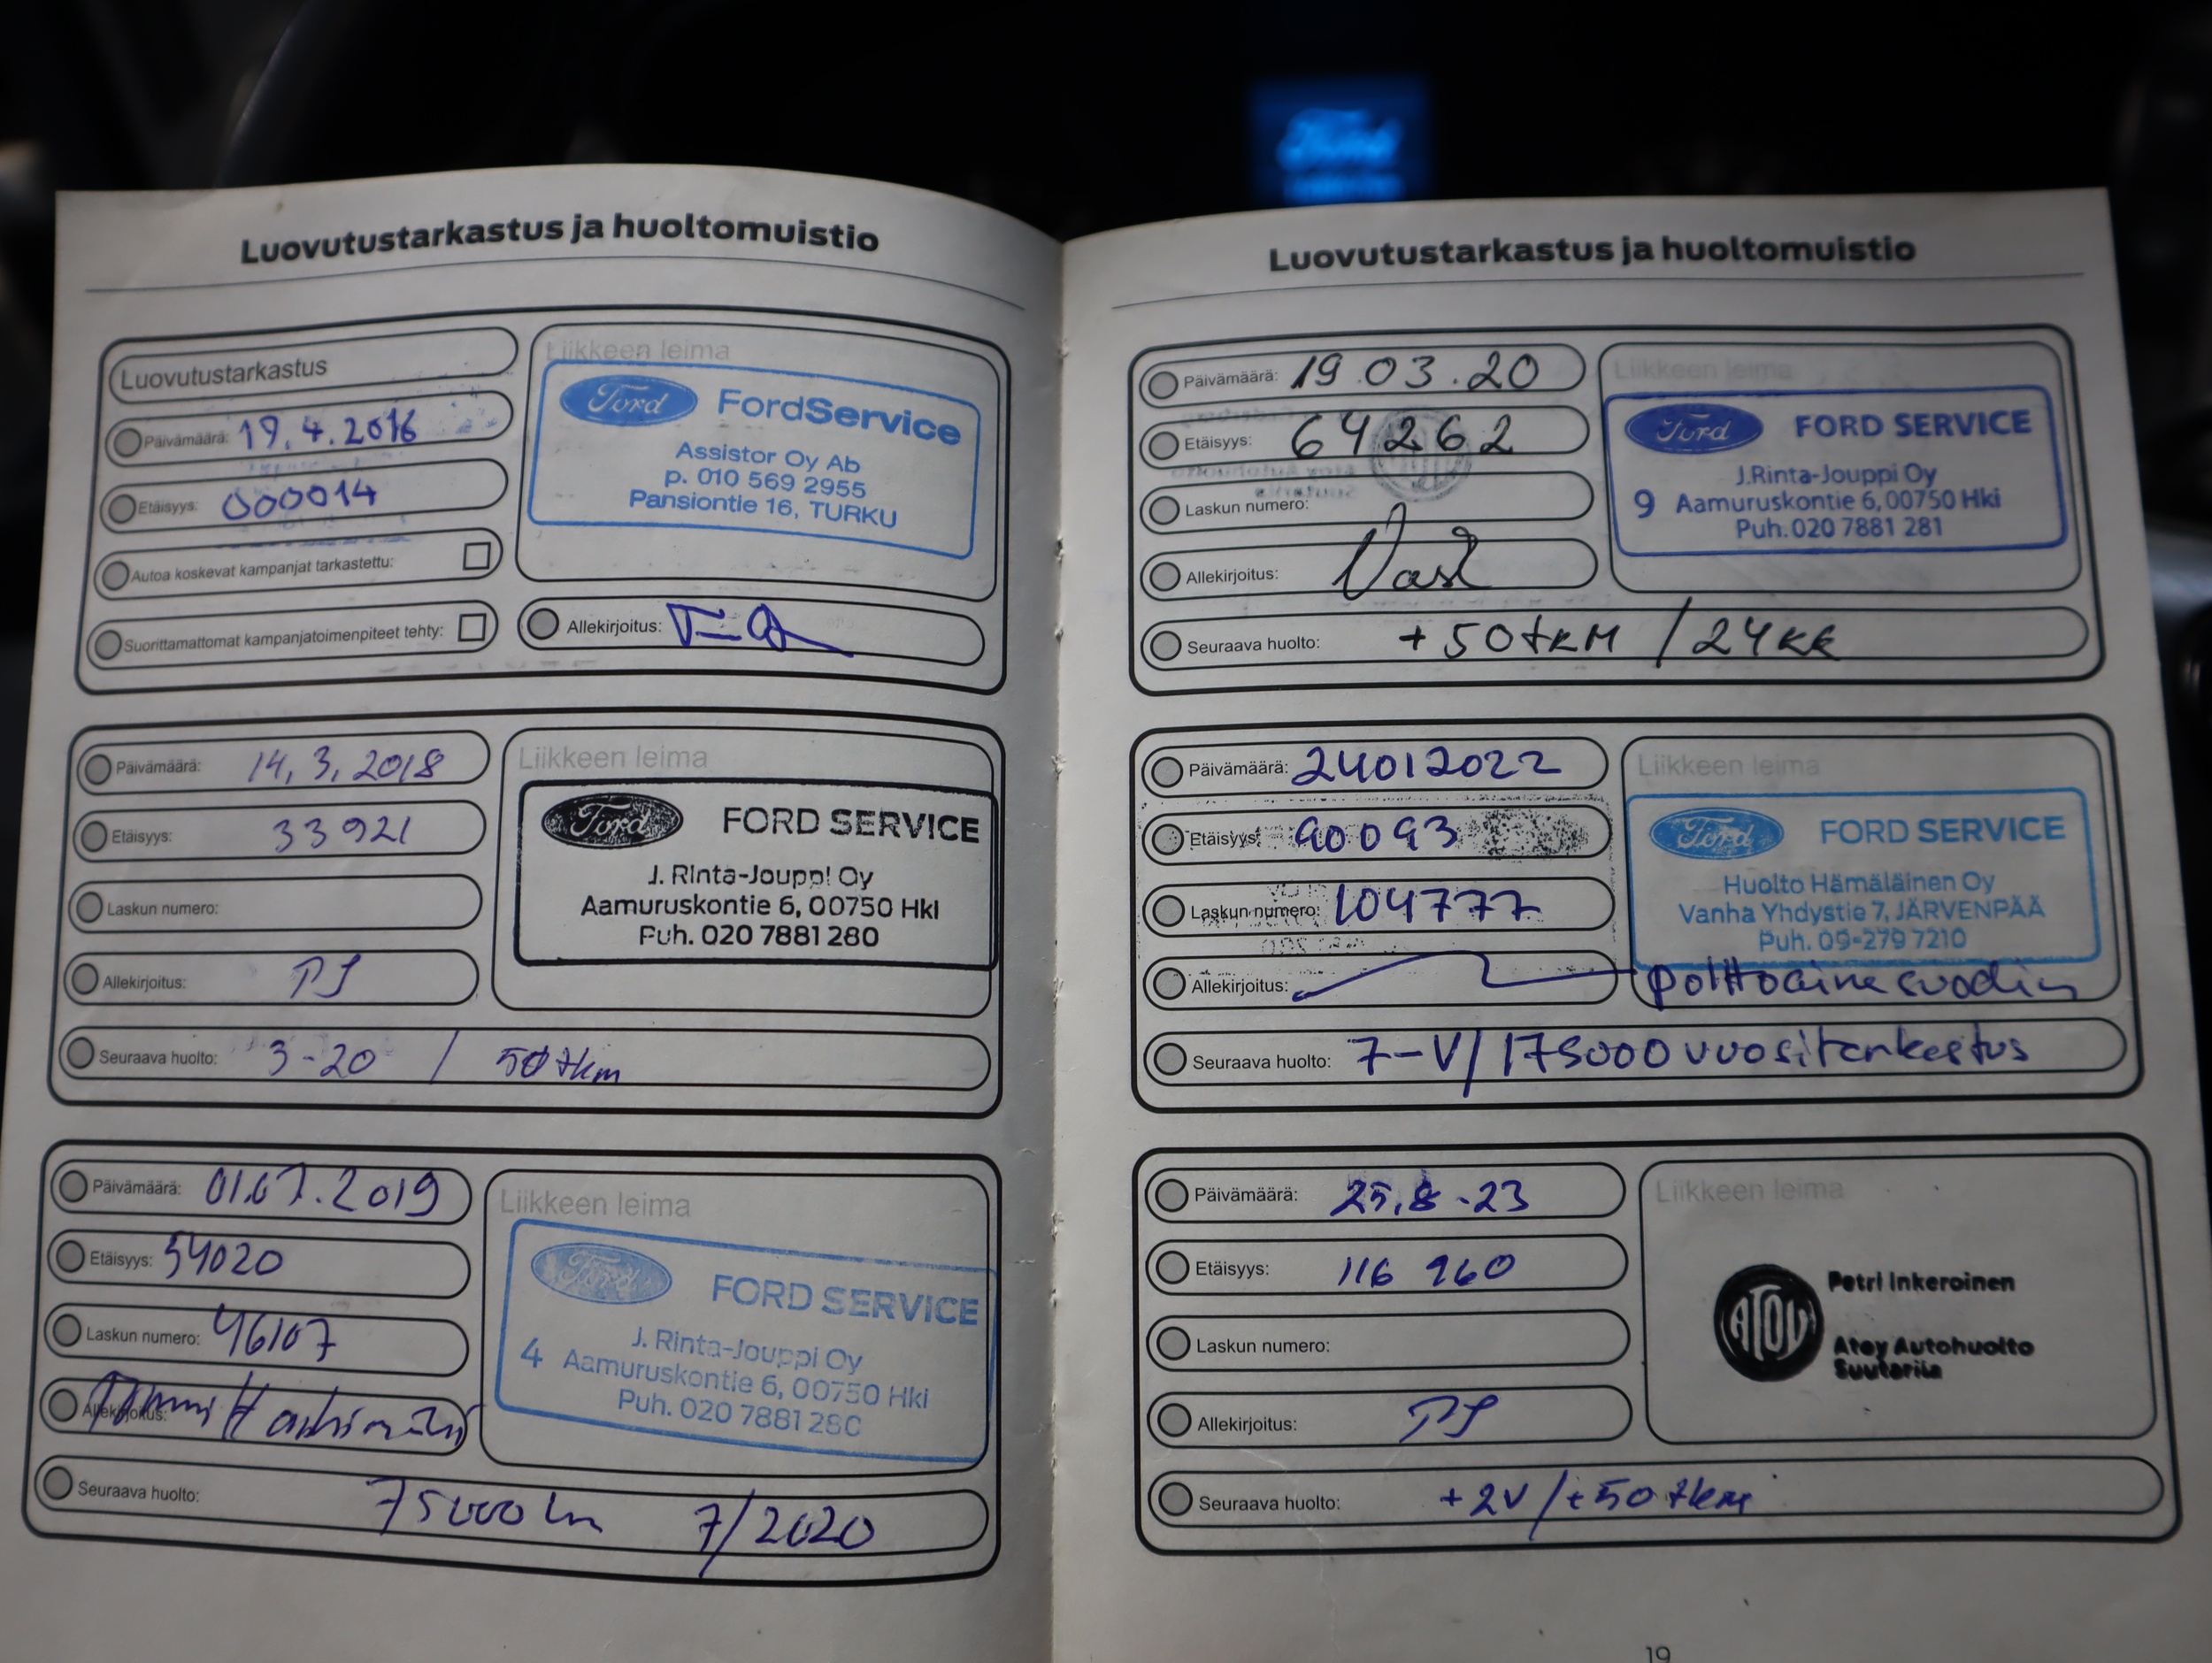 Ford
Luovutustarkastus ja huoltomuistio
Luovutustarkastus
Päivämäärä: 19.4.2016
Etäisyys: 000014
Autoa koskevat kampanjat tarkastettu:
Suorittamattomat kampanjatoimenpiteet tehty:
Liikkeen leima
Ford FordService
Assistor Oy Ab
p. 010 569 2955
Pansiontie 16, TURKU
Allekirjoitus:
Päivämäärä: 14,3,2018
Etäisyys: 33921
Laskun numero:
Allekirjoitus: PJ
Liikkeen leima
Ford FORD SERVICE
J. Rinta-Jouppi Oy
Aamuruskontie 6, 00750 Hki
Puh. 020 7881 280
Seuraava huolto: 3-20 / 50 tkm
Päivämäärä: 01.07.2019
Etäisyys: 54020
Laskun numero: 46107
Allekirjoitus:
Liikkeen leima
Ford FORD SERVICE
J. Rinta-Jouppi Oy
4 Aamuruskontie 6, 00750 Hki
Puh. 020 7881 280
Seuraava huolto: 75000 km 7/2020
Luovutustarkastus ja huoltomuistio
Päivämäärä: 19.03.20
Etäisyys: 64262
Laskun numero:
Allekirjoitus:
Liikkeen leima
Ford FORD SERVICE
J.Rinta-Jouppi Oy
9 Aamuruskontie 6, 00750 Hki
Puh. 020 7881 281
Seuraava huolto: +50tkM / 24KK
Päivämäärä: 24012022
Etäisyys: 90093
Laskun numero: 104777
Allekirjoitus:
Liikkeen leima
Ford FORD SERVICE
Huolto Hämäläinen Oy
Vanha Yhdystie 7, JÄRVENPÄÄ
Puh. 09-279 7210
polttoainesuodin
Seuraava huolto: 7-V/175000 vuositarkastus
Päivämäärä: 25.8-23
Etäisyys: 116 960
Laskun numero:
Allekirjoitus: PJ
Liikkeen leima
ATOY
Petri Inkeroinen
Atoy Autohuolto
Suutarila
Seuraava huolto: +2V/+50 tkm
19